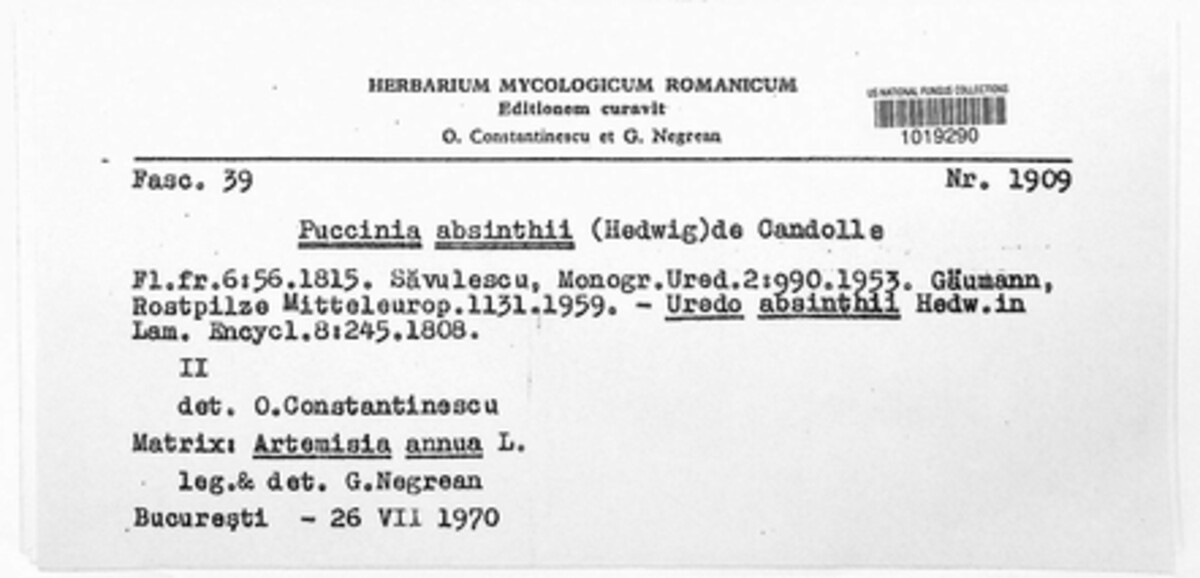 HERBARIUM MYCOLOGICUM ROMANICUM
Editionem curavit
O. Constantinescu et G. Negrean
US NATIONAL FUNGUS COLLECTIONS
1019290
Fasc. 39 Nr. 1909
Puccinia absinthii (Hedwig)de Candolle
Fl.fr.6:56.1815. Săvulescu, Monogr.Ured.2:990.1953. Gäumann,
Rostpilze Mitteleurop.1131.1959. - Uredo absinthii Hedw.in
Lam. Encycl.8:245.1808.
II
det. O.Constantinescu
Matrix: Artemisia annua L.
leg.& det. G.Negrean
București - 26 VII 1970